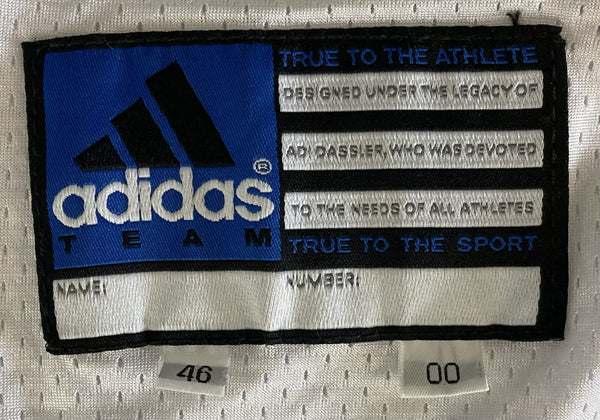 adidas®
TEAM
TRUE TO THE ATHLETE
DESIGNED UNDER THE LEGACY OF
ADI DASSLER, WHO WAS DEVOTED
TO THE NEEDS OF ALL ATHLETES
TRUE TO THE SPORT
NAME:
NUMBER:
46
00